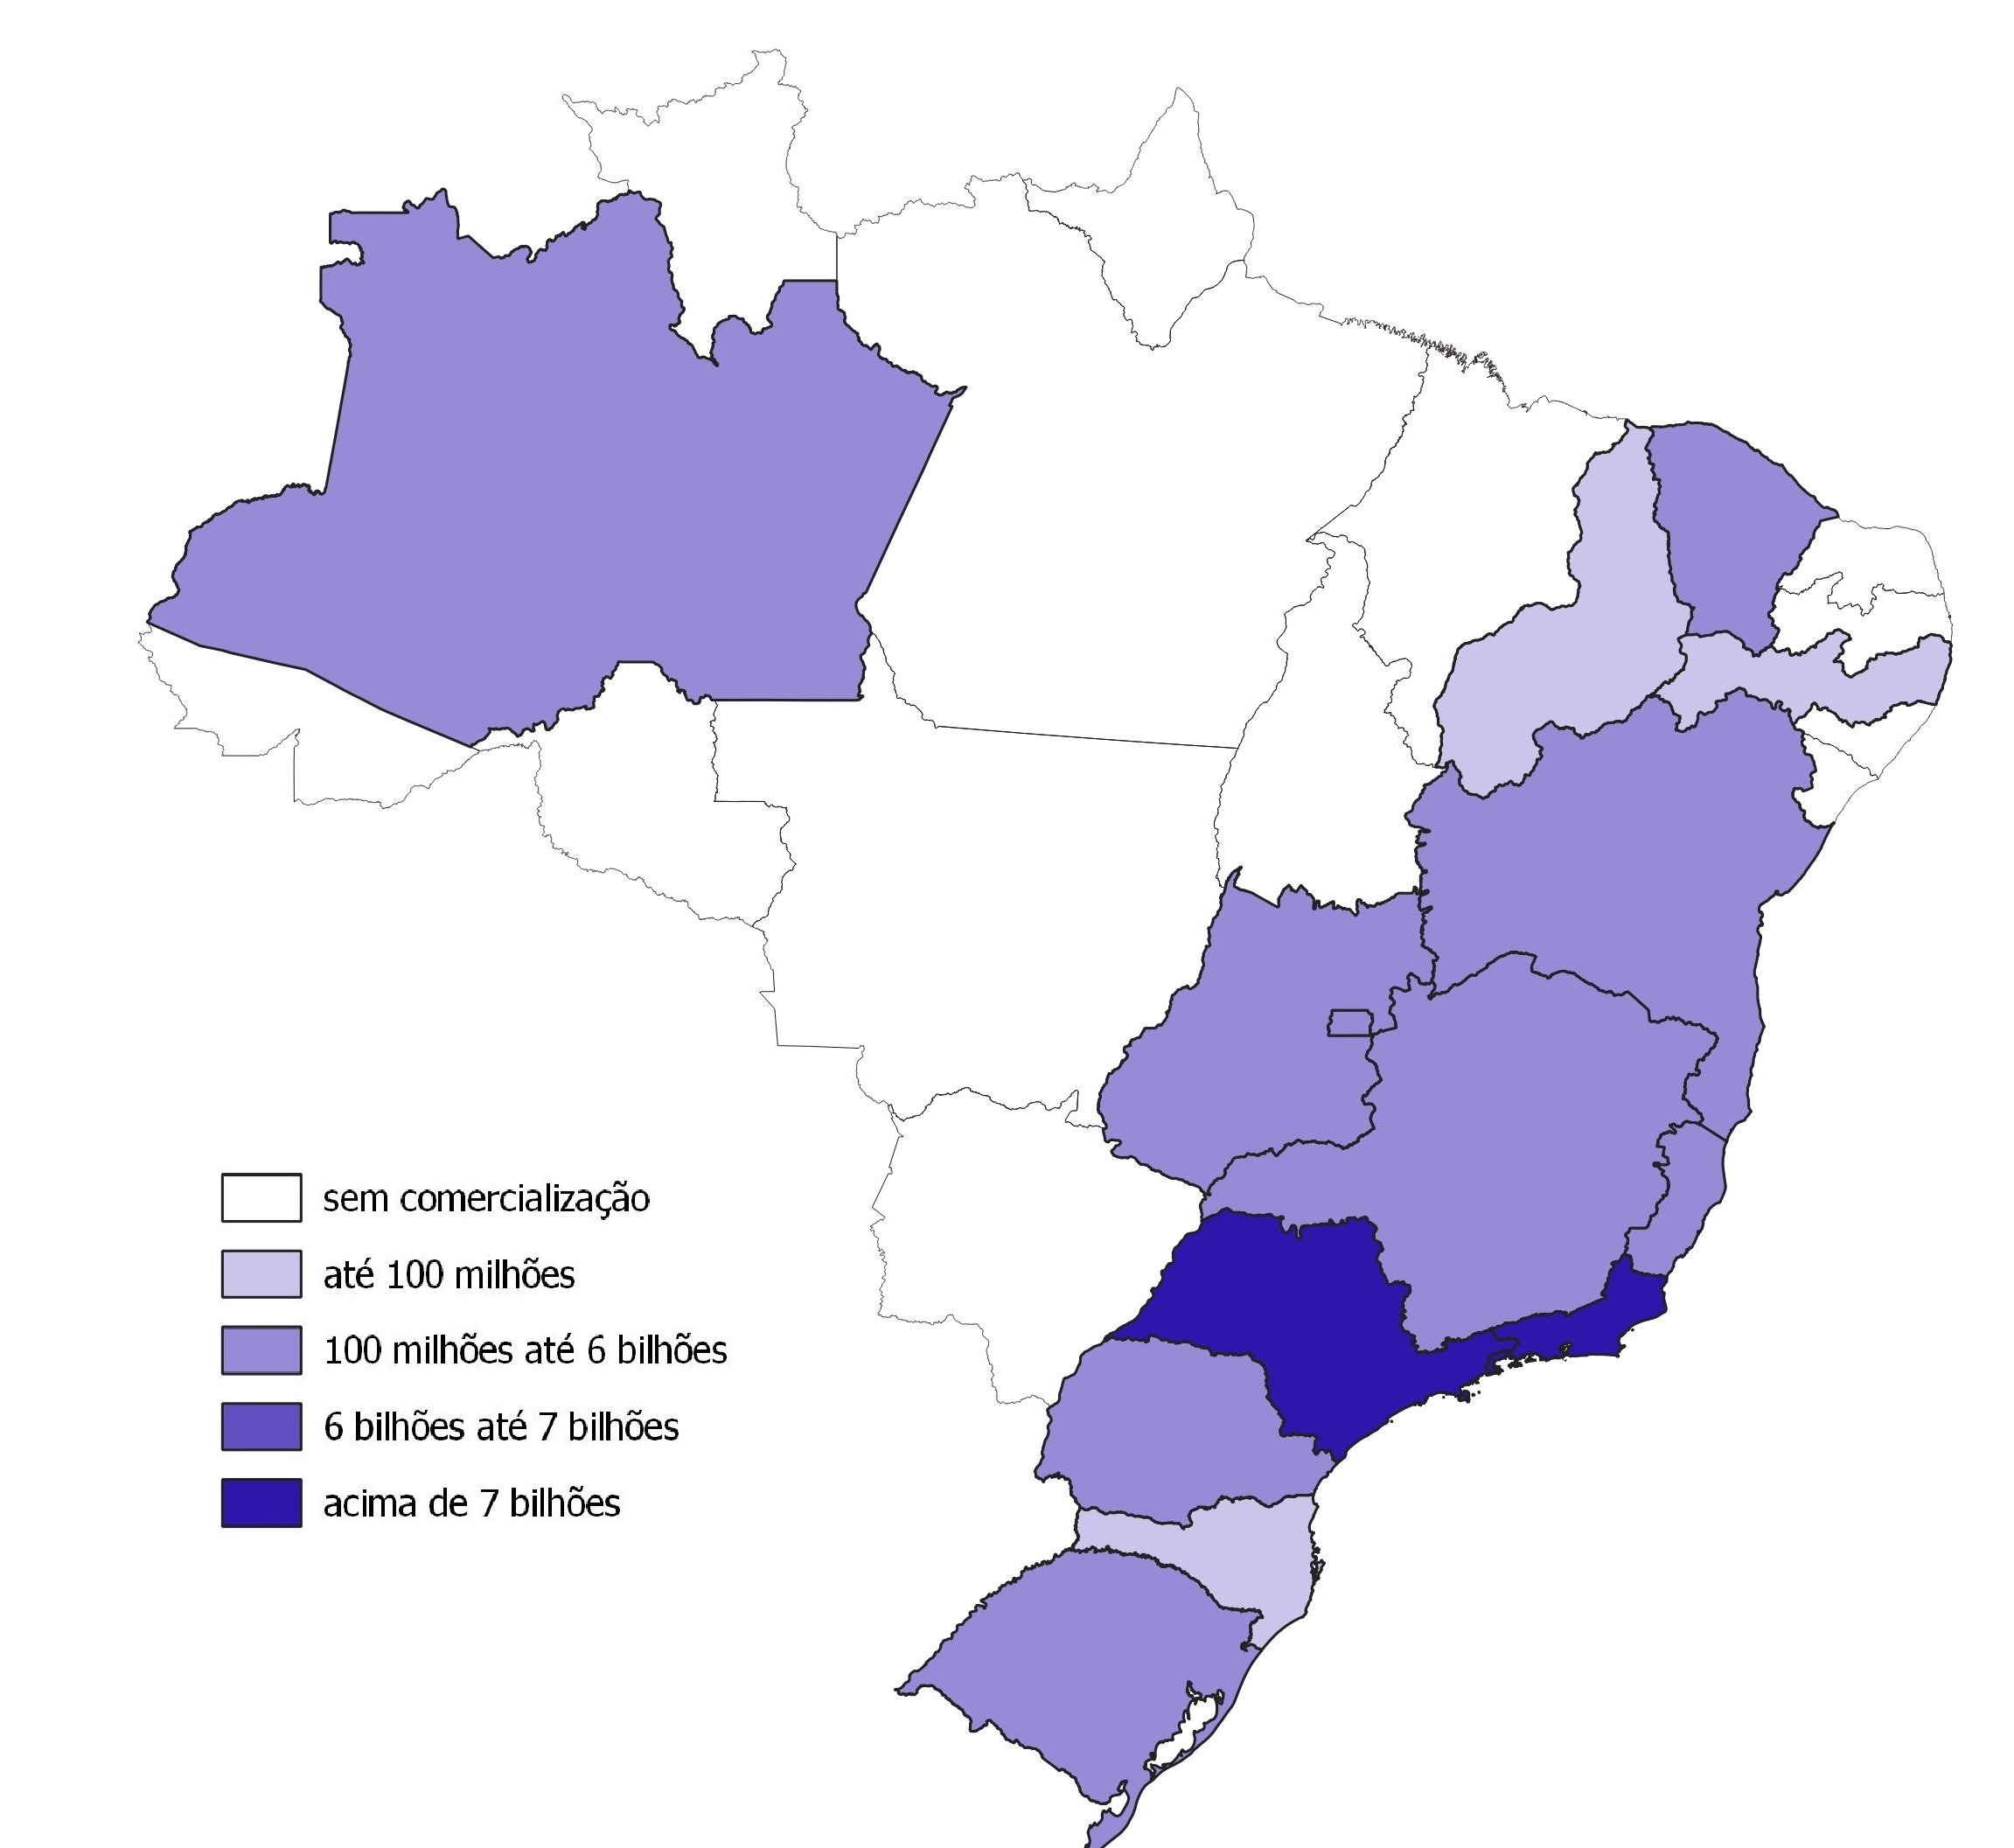 sem comercialização
até 100 milhões
100 milhões até 6 bilhões
6 bilhões até 7 bilhões
acima de 7 bilhões